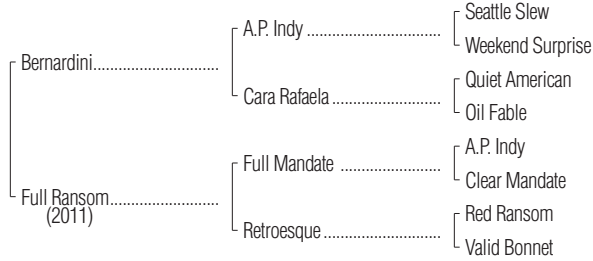 Seattle Slew
A.P. Indy ...................................
Weekend Surprise
Bernardini.................................
Quiet American
Cara Rafaela ............................
Oil Fable
A.P. Indy
Full Mandate ..........................
Clear Mandate
Full Ransom............................
(2011)
Red Ransom
Retroesque..............................
Valid Bonnet